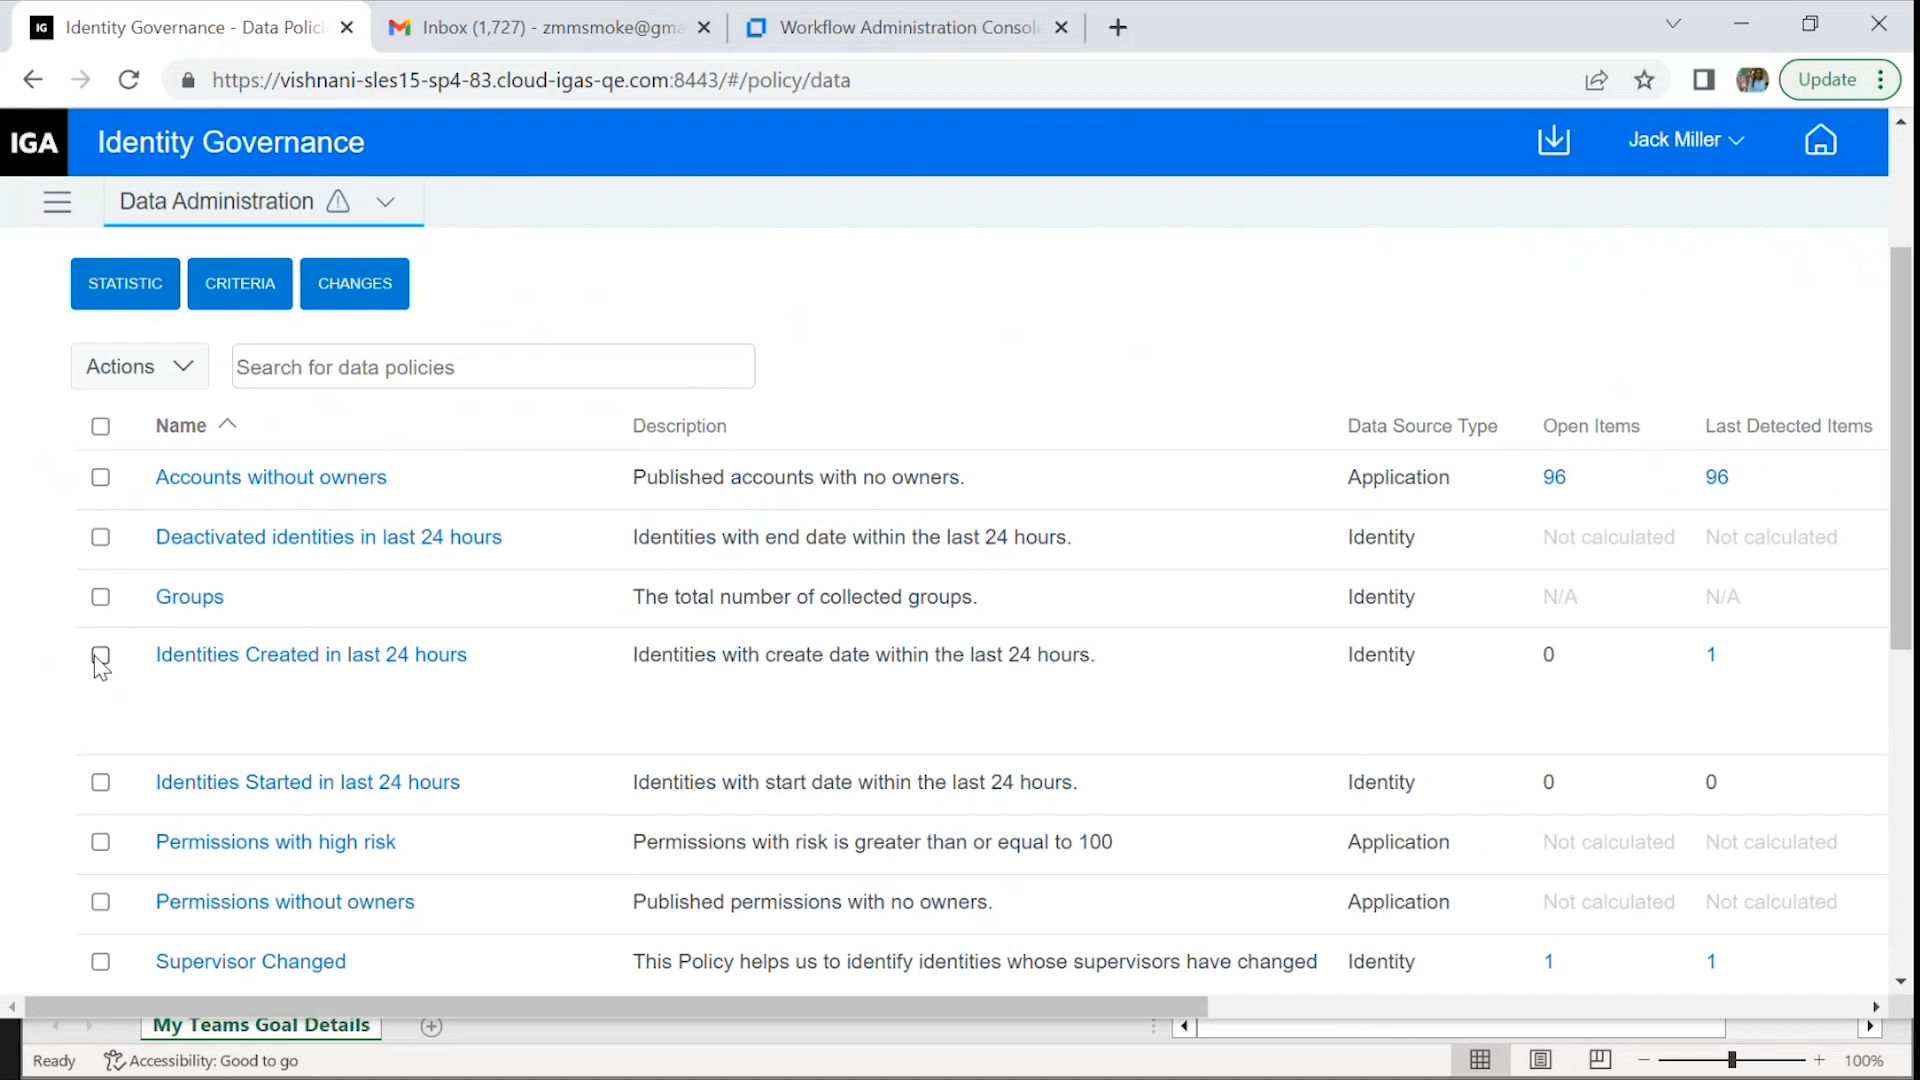 IG Identity Governance - Data Polici
Inbox (1,727) - zmmsmoke@gma
Workflow Administration Consol
https://vishnani-sles15-sp4-83.cloud-igas-qe.com:8443/#/policy/data
Update
IGA Identity Governance
Jack Miller
Data Administration
STATISTIC CRITERIA CHANGES
Actions Search for data policies
Name Description Data Source Type Open Items Last Detected Items
Accounts without owners Published accounts with no owners. Application 96 96
Deactivated identities in last 24 hours Identities with end date within the last 24 hours. Identity Not calculated Not calculated
Groups The total number of collected groups. Identity N/A N/A
Identities Created in last 24 hours Identities with create date within the last 24 hours. Identity 0 1
Identities Started in last 24 hours Identities with start date within the last 24 hours. Identity 0 0
Permissions with high risk Permissions with risk is greater than or equal to 100 Application Not calculated Not calculated
Permissions without owners Published permissions with no owners. Application Not calculated Not calculated
Supervisor Changed This Policy helps us to identify identities whose supervisors have changed Identity 1 1
My Teams Goal Details
Ready Accessibility: Good to go 100%